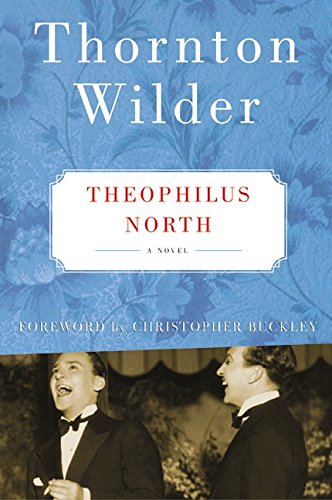 Thornton
Wilder
THEOPHILUS
NORTH
A NOVEL
FOREWORD by CHRISTOPHER BUCKLEY